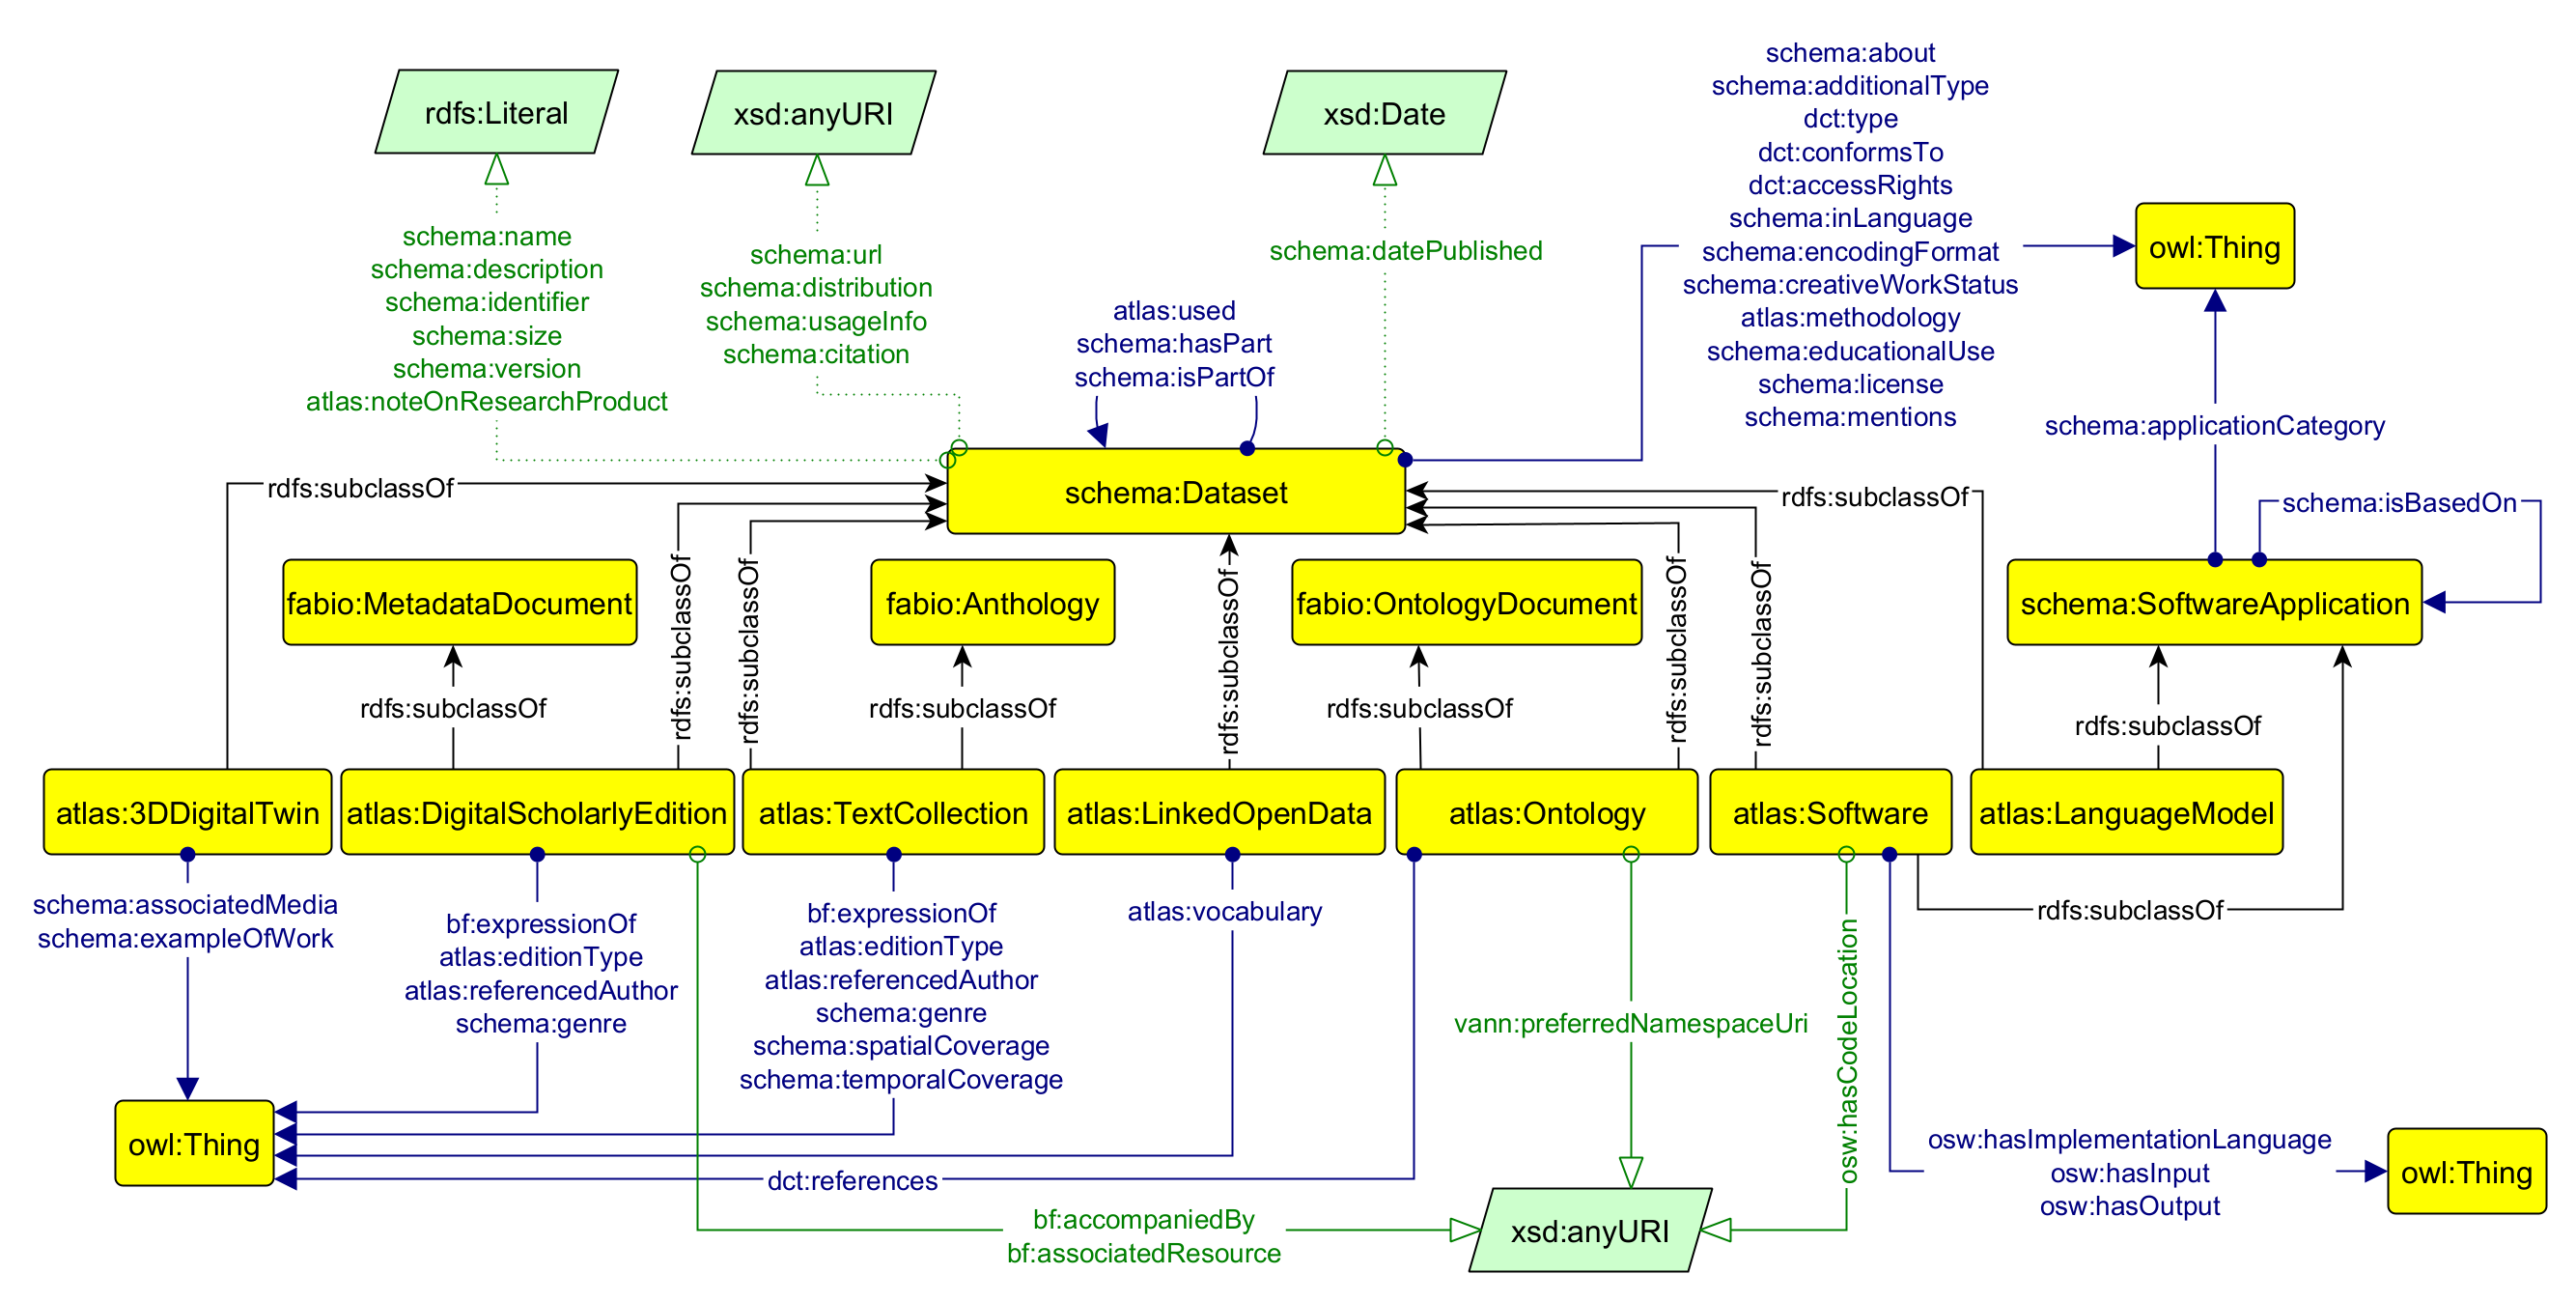 schema:about
schema:additionalType
dct:type
dct:conformsTo
dct:accessRights
schema:inLanguage
schema:encodingFormat
schema:creativeWorkStatus
atlas:methodology
schema:educationalUse
schema:license
schema:mentions
rdfs:Literal
xsd:anyURI
xsd:Date
schema:name
schema:description
schema:identifier
schema:size
schema:version
atlas:noteOnResearchProduct
schema:url
schema:distribution
schema:usageInfo
schema:citation
atlas:used
schema:hasPart
schema:isPartOf
schema:datePublished
owl:Thing
schema:applicationCategory
rdfs:subclassOf
schema:Dataset
rdfs:subclassOf
schema:isBasedOn
fabio:MetadataDocument
rdfs:subclassOf
rdfs:subclassOf
fabio:Anthology
rdfs:subclassOf
fabio:OntologyDocument
rdfs:subclassOf
rdfs:subclassOf
schema:SoftwareApplication
rdfs:subclassOf
rdfs:subclassOf
rdfs:subclassOf
rdfs:subclassOf
atlas:3DDigitalTwin
atlas:DigitalScholarlyEdition
atlas:TextCollection
atlas:LinkedOpenData
atlas:Ontology
atlas:Software
atlas:LanguageModel
schema:associatedMedia
schema:exampleOfWork
bf:expressionOf
atlas:editionType
atlas:referencedAuthor
schema:genre
bf:expressionOf
atlas:editionType
atlas:referencedAuthor
schema:genre
schema:spatialCoverage
schema:temporalCoverage
atlas:vocabulary
vann:preferredNamespaceUri
osw:hasCodeLocation
rdfs:subclassOf
owl:Thing
dct:references
bf:accompaniedBy
bf:associatedResource
xsd:anyURI
osw:hasImplementationLanguage
osw:hasInput
osw:hasOutput
owl:Thing